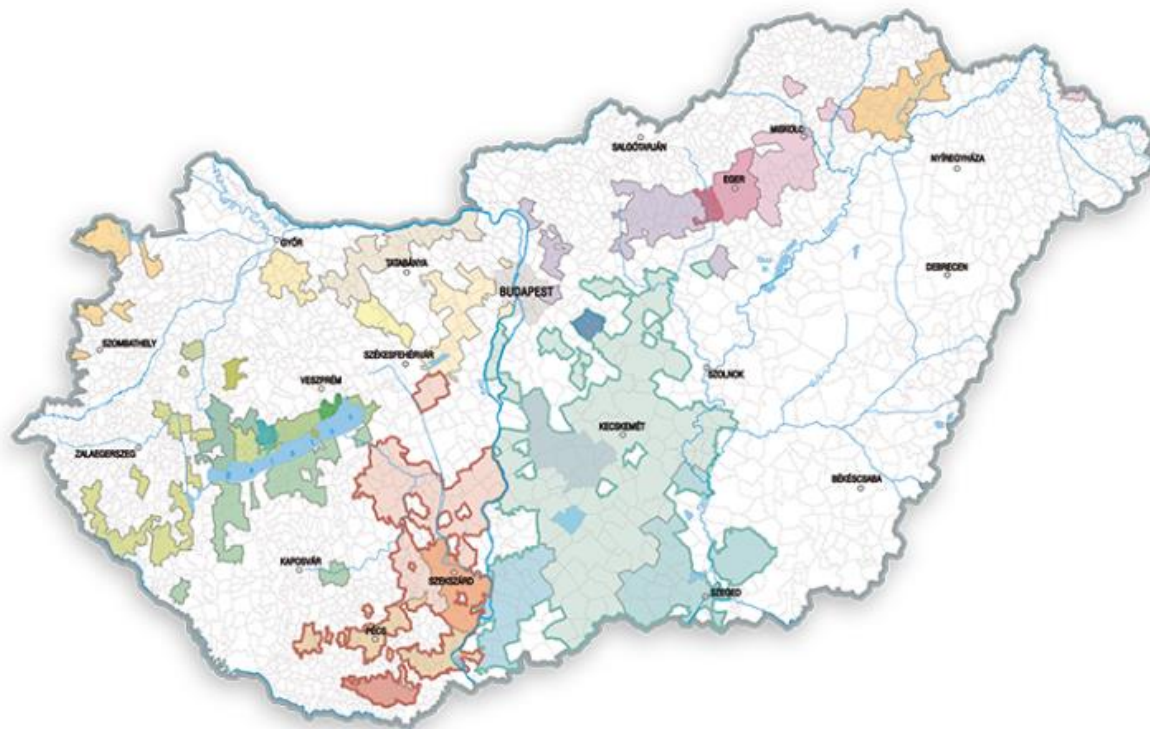 MISKOLC
SALGÓTARJÁN
NYÍREGYHÁZA
EGER
GYŐR
TATABÁNYA
DEBRECEN
BUDAPEST
SZOMBATHELY
SZÉKESFEHÉRVÁR
SZOLNOK
VESZPRÉM
KECSKEMÉT
ZALAEGERSZEG
BÉKÉSCSABA
KAPOSVÁR
SZEKSZÁRD
SZEGED
PÉCS